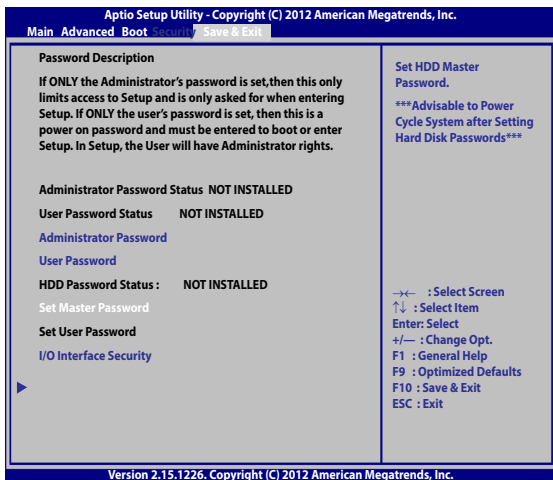 Aptio Setup Utility - Copyright (C) 2012 American Megatrends, Inc.
Main Advanced Boot Security Save & Exit
Password Description
If ONLY the Administrator's password is set,then this only
limits access to Setup and is only asked for when entering
Setup. If ONLY the user's password is set, then this is a
power on password and must be entered to boot or enter
Setup. In Setup, the User will have Administrator rights.
Administrator Password Status NOT INSTALLED
User Password Status NOT INSTALLED
Administrator Password
User Password
HDD Password Status : NOT INSTALLED
Set Master Password
Set User Password
I/O Interface Security
Set HDD Master
Password.
***Advisable to Power
Cycle System after Setting
Hard Disk Passwords***
→← : Select Screen
↑↓ : Select Item
Enter: Select
+/— : Change Opt.
F1 : General Help
F9 : Optimized Defaults
F10 : Save & Exit
ESC : Exit
Version 2.15.1226. Copyright (C) 2012 American Megatrends, Inc.